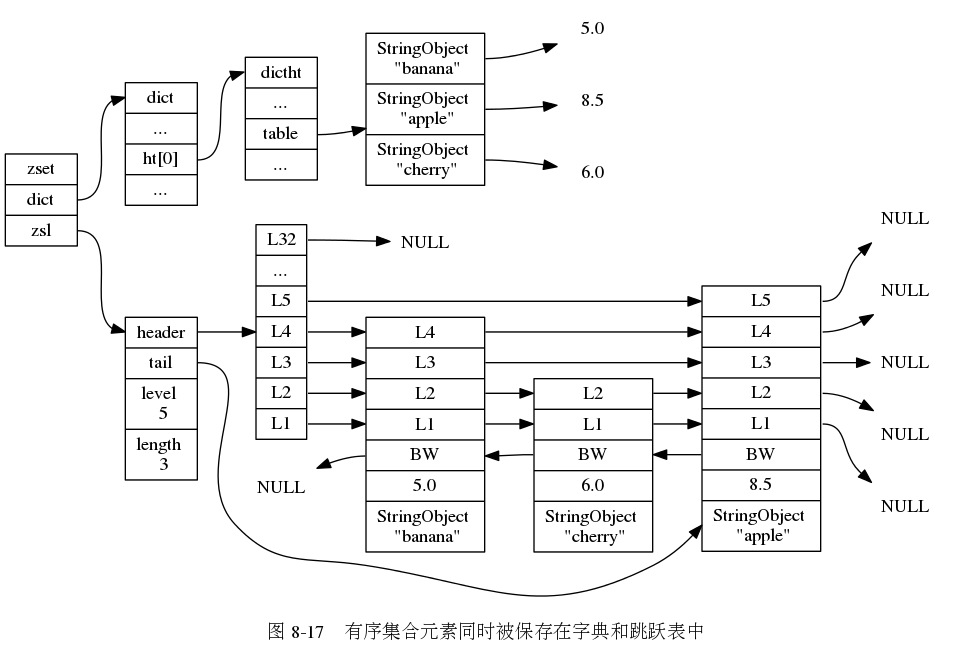 zset
dict
zsl
dict
...
ht[0]
...
dictht
...
table
...
StringObject
"banana"
StringObject
"apple"
StringObject
"cherry"
5.0
8.5
6.0
header
tail
level
5
length
3
L32
...
L5
L4
L3
L2
L1
NULL
NULL
L4
L3
L2
L1
BW
5.0
StringObject
"banana"
L2
L1
BW
6.0
StringObject
"cherry"
L5
L4
L3
L2
L1
BW
8.5
StringObject
"apple"
NULL
NULL
NULL
NULL
NULL
图 8-17 有序集合元素同时被保存在字典和跳跃表中